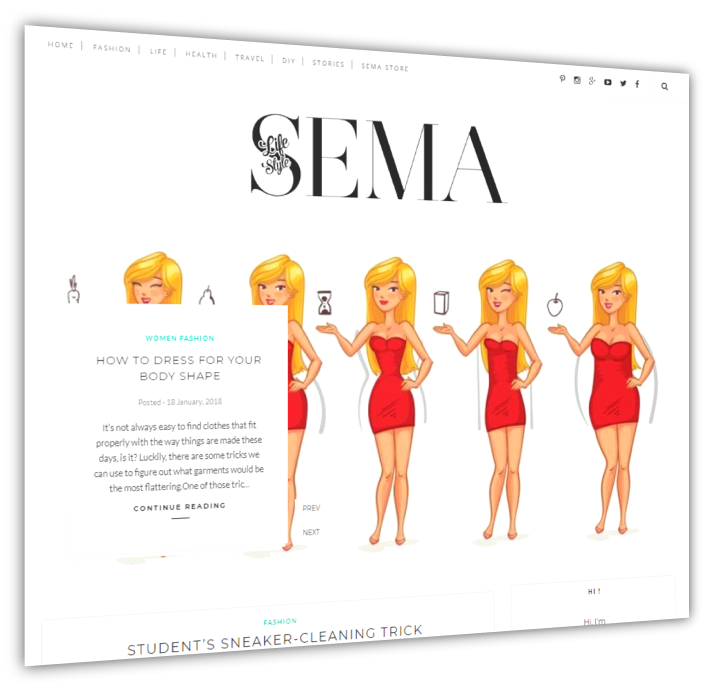 HOME | FASHION | LIFE | HEALTH | TRAVEL | DIY | STORIES | SEMA STORE
SEMA
Life
Style
WOMEN FASHION
HOW TO DRESS FOR YOUR
BODY SHAPE
Posted - 18 January, 2018
It's not always easy to find clothes that fit
properly with the way things are made these
days, is it? Luckily, there are some tricks we
can use to figure out what garments would be
the most flattering.One of those tric...
CONTINUE READING
PREV
NEXT
FASHION
STUDENT'S SNEAKER-CLEANING TRICK
HI !
Hi, I'm